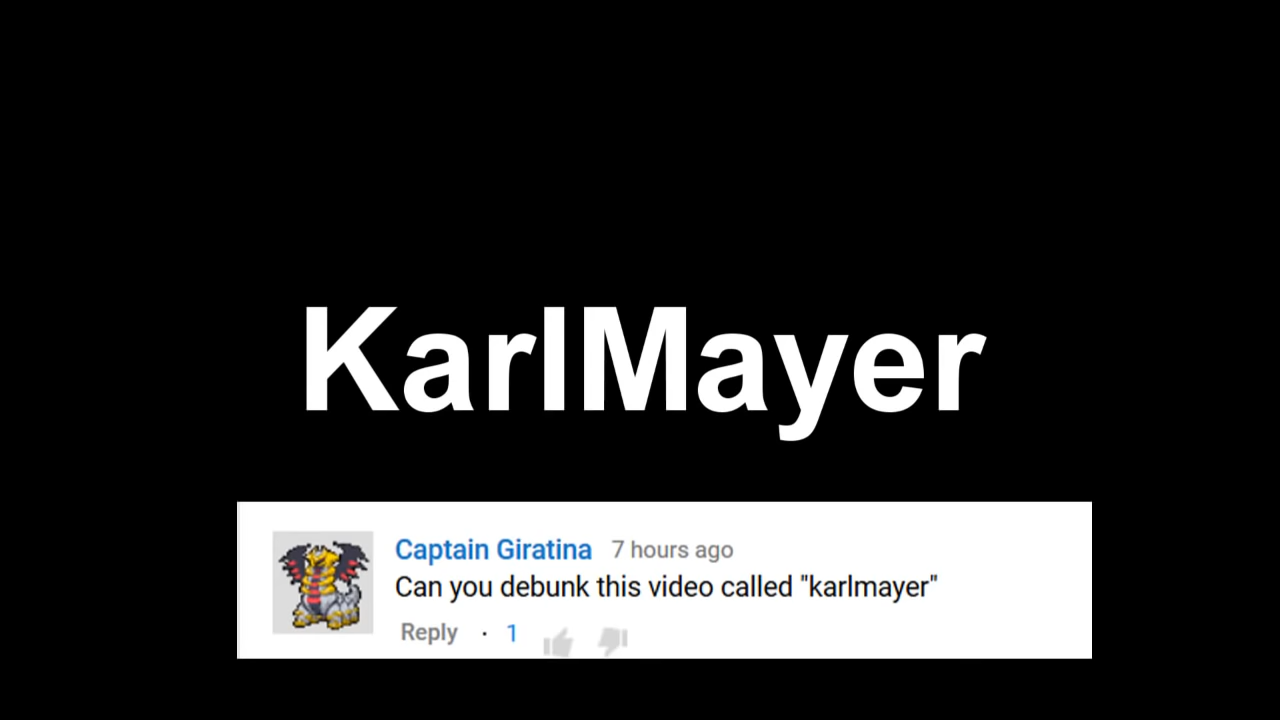 KarlMayer
Captain Giratina 7 hours ago
Can you debunk this video called "karlmayer"
Reply · 1